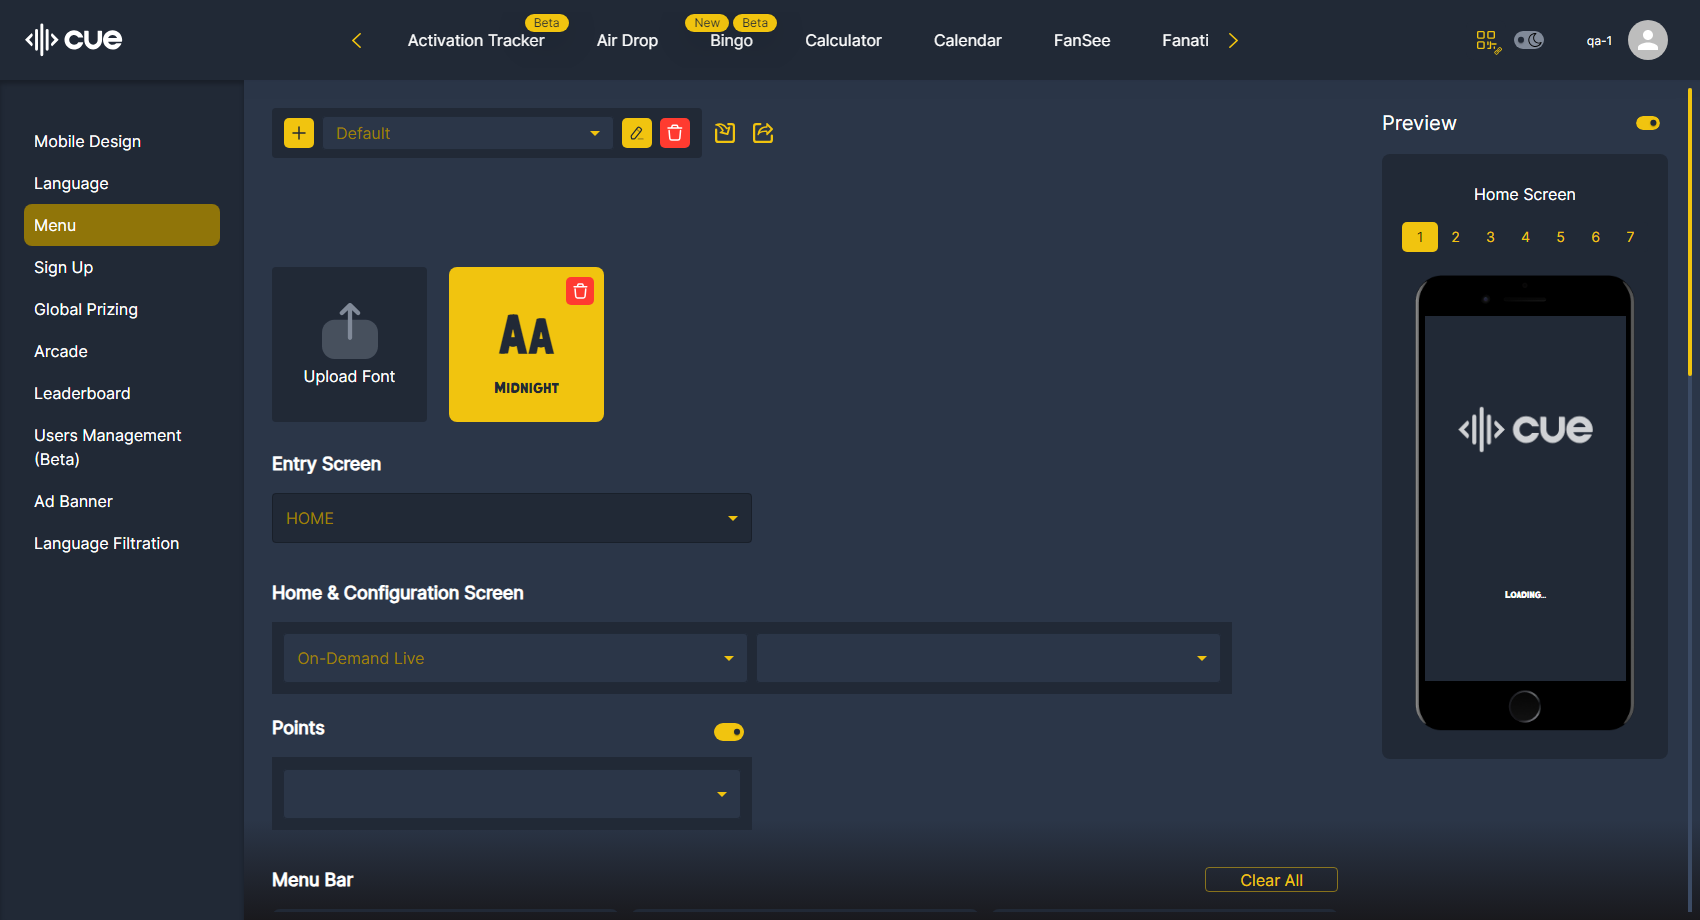 cue
Beta
New
Beta
Activation Tracker
Air Drop
Bingo
Calculator
Calendar
FanSee
Fanati
qa-1
Mobile Design
Language
Menu
Sign Up
Global Prizing
Arcade
Leaderboard
Users Management
(Beta)
Ad Banner
Language Filtration
Default
Upload Font
AA
MIDNIGHT
Entry Screen
HOME
Home & Configuration Screen
On-Demand Live
Points
Menu Bar
Clear All
Preview
Home Screen
1 2 3 4 5 6 7
cue
LOADING...